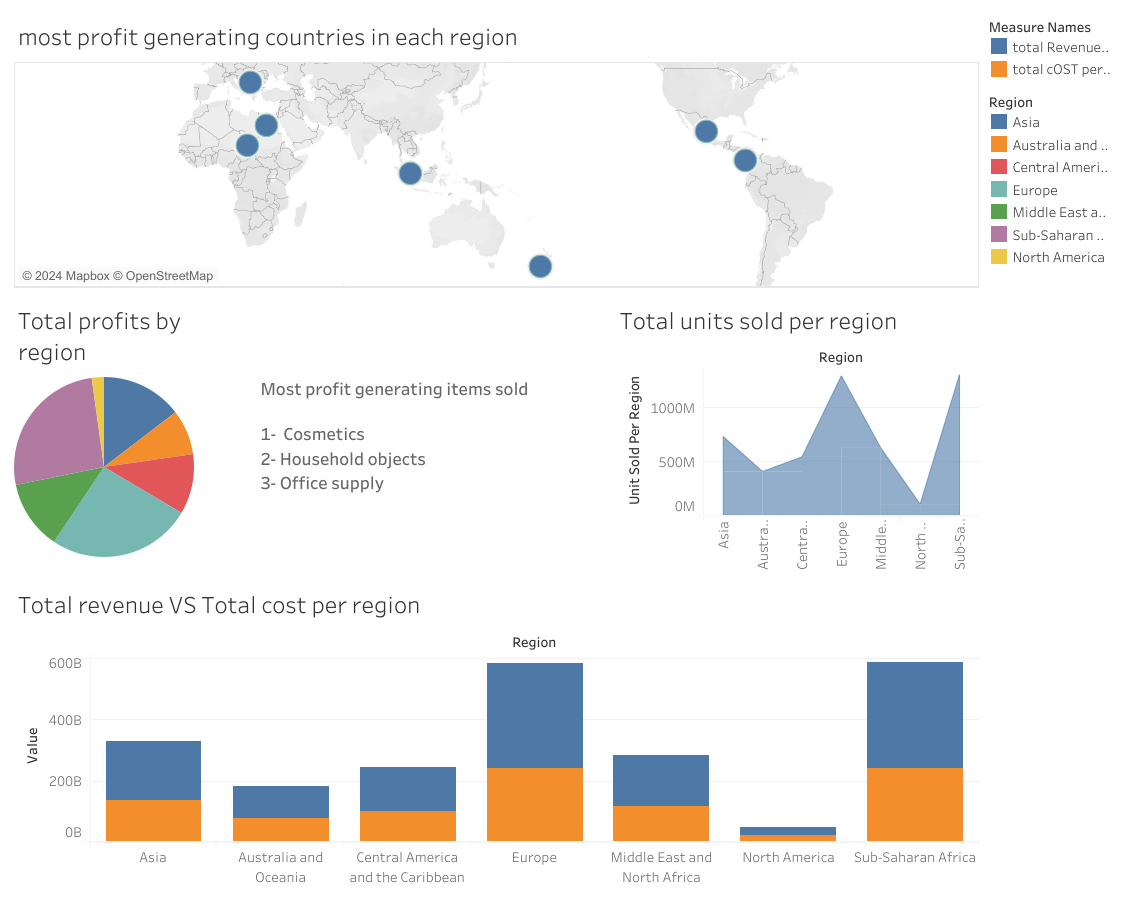 most profit generating countries in each region
© 2024 Mapbox © OpenStreetMap
Measure Names
total Revenue..
total cOST per..
Region
Asia
Australia and ..
Central Ameri..
Europe
Middle East a..
Sub-Saharan ..
North America
Total profits by
region
Most profit generating items sold
1- Cosmetics
2- Household objects
3- Office supply
Total units sold per region
Region
Unit Sold Per Region
1000M
500M
0M
Asia
Austra..
Centra..
Europe
Middle..
North ..
Sub-Sa..
Total revenue VS Total cost per region
Region
Value
600B
400B
200B
0B
Asia
Australia and
Oceania
Central America
and the Caribbean
Europe
Middle East and
North Africa
North America
Sub-Saharan Africa